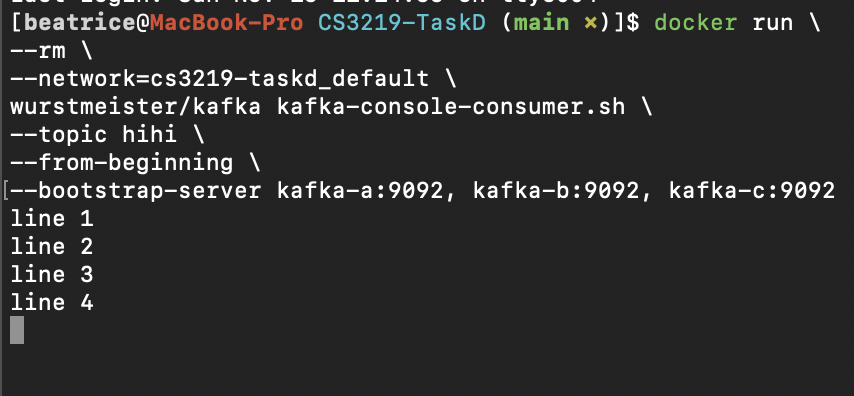 [beatrice@MacBook-Pro CS3219-TaskD (main ×)]$ docker run \
--rm \
--network=cs3219-taskd_default \
wurstmeister/kafka kafka-console-consumer.sh \
--topic hihi \
--from-beginning \
[--bootstrap-server kafka-a:9092, kafka-b:9092, kafka-c:9092
line 1
line 2
line 3
line 4